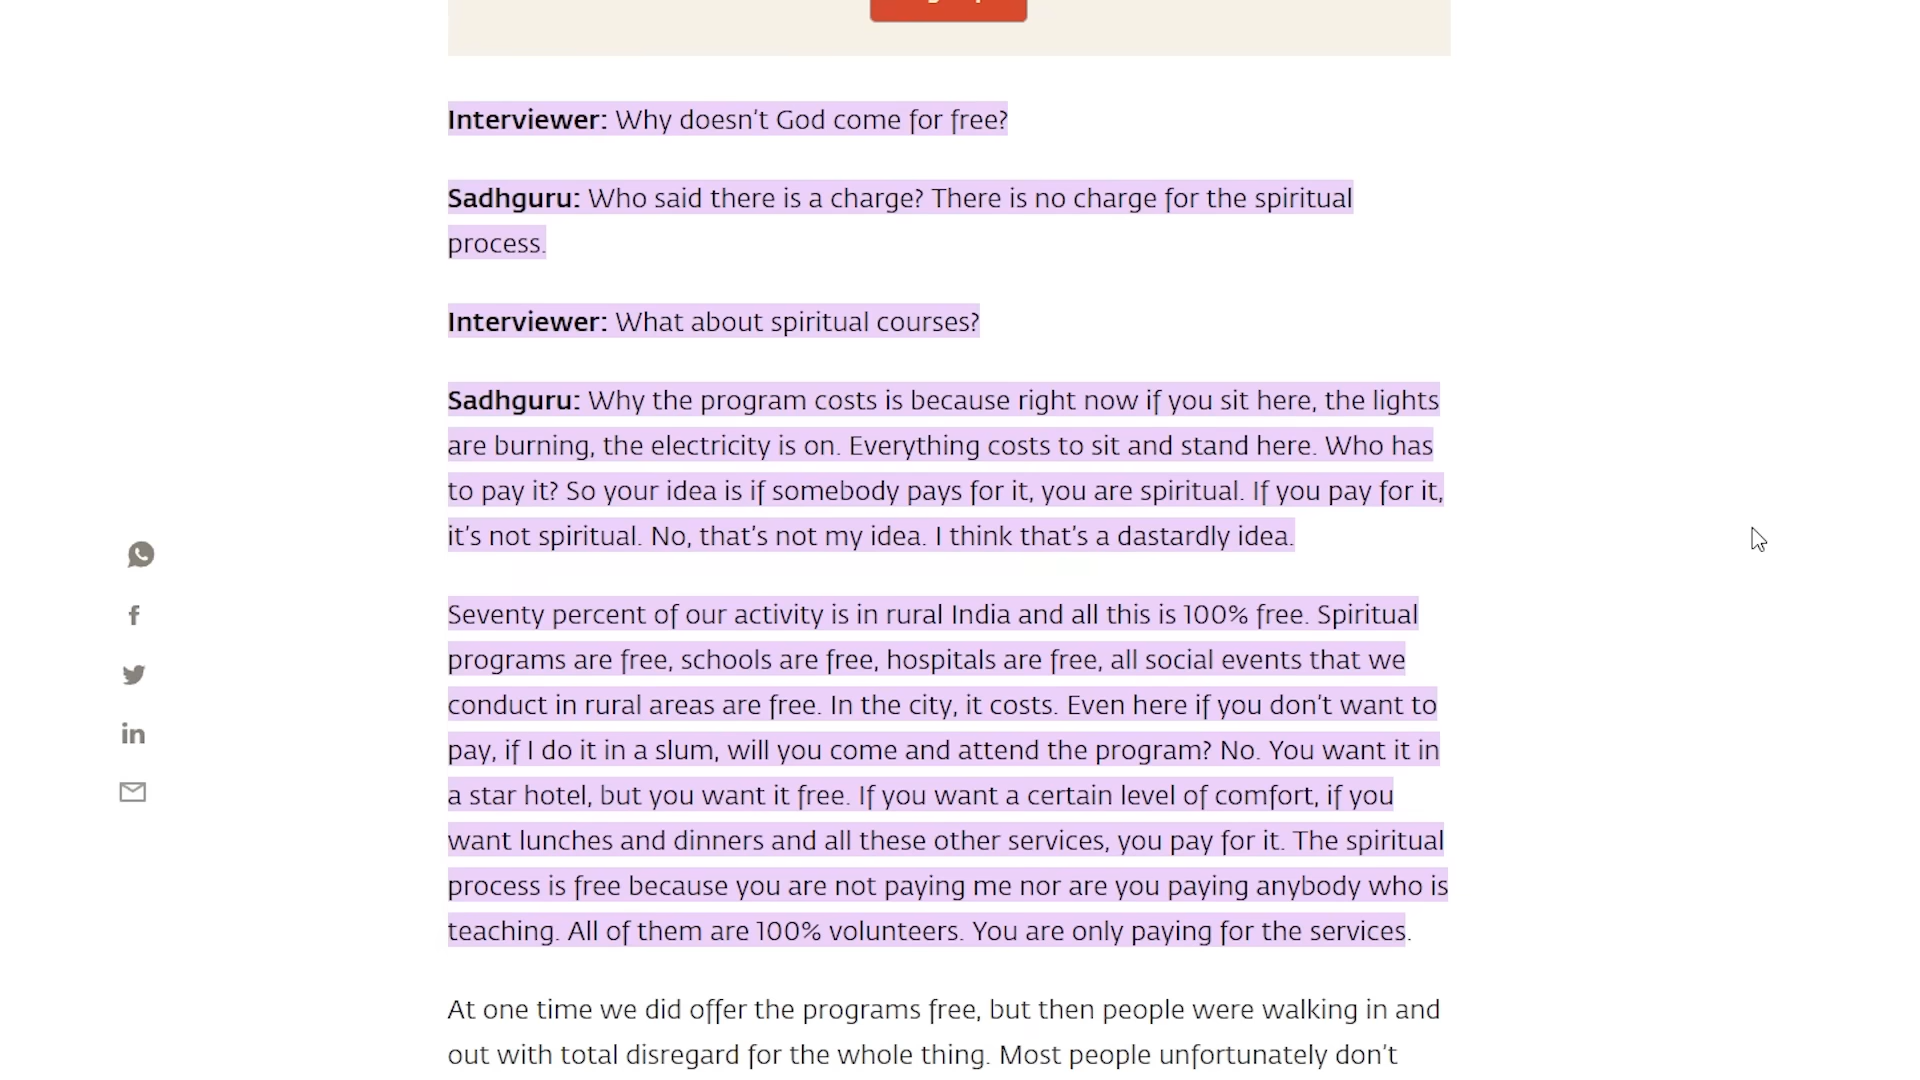 Interviewer: Why doesn't God come for free?
Sadhguru: Who said there is a charge? There is no charge for the spiritual
process.
Interviewer: What about spiritual courses?
Sadhguru: Why the program costs is because right now if you sit here, the lights
are burning, the electricity is on. Everything costs to sit and stand here. Who has
to pay it? So your idea is if somebody pays for it, you are spiritual. If you pay for it,
it's not spiritual. No, that's not my idea. I think that's a dastardly idea.
Seventy percent of our activity is in rural India and all this is 100% free. Spiritual
programs are free, schools are free, hospitals are free, all social events that we
conduct in rural areas are free. In the city, it costs. Even here if you don't want to
pay, if I do it in a slum, will you come and attend the program? No. You want it in
a star hotel, but you want it free. If you want a certain level of comfort, if you
want lunches and dinners and all these other services, you pay for it. The spiritual
process is free because you are not paying me nor are you paying anybody who is
teaching. All of them are 100% volunteers. You are only paying for the services.
At one time we did offer the programs free, but then people were walking in and
out with total disregard for the whole thing. Most people unfortunately don't